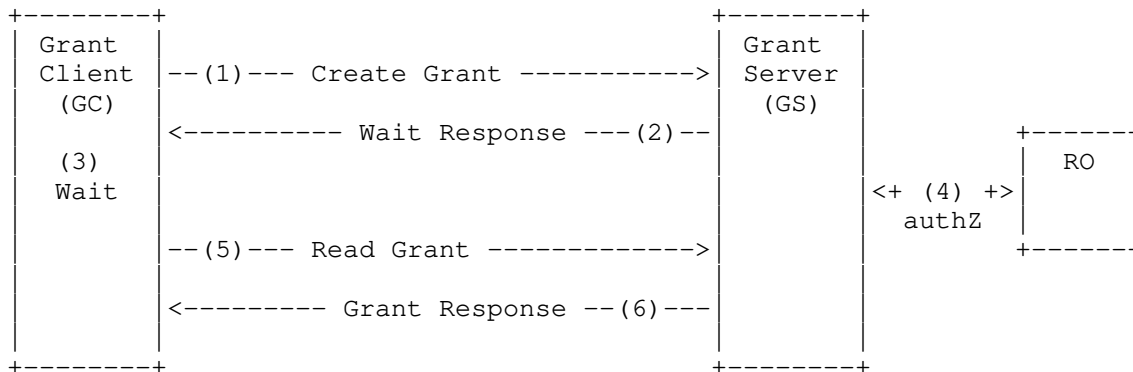 +--------+ +--------+
| Grant | | Grant |
| Client |--(1)--- Create Grant ----------->| Server |
| (GC) | | (GS) |
| |<---------- Wait Response ---(2)--| | +-------
| (3) | | | | RO
| Wait | | |<+ (4) +>|
| | | | authZ |
| |--(5)--- Read Grant ------------->| | +-------
| | | |
| |<--------- Grant Response --(6)---| |
| | | |
+--------+ +--------+